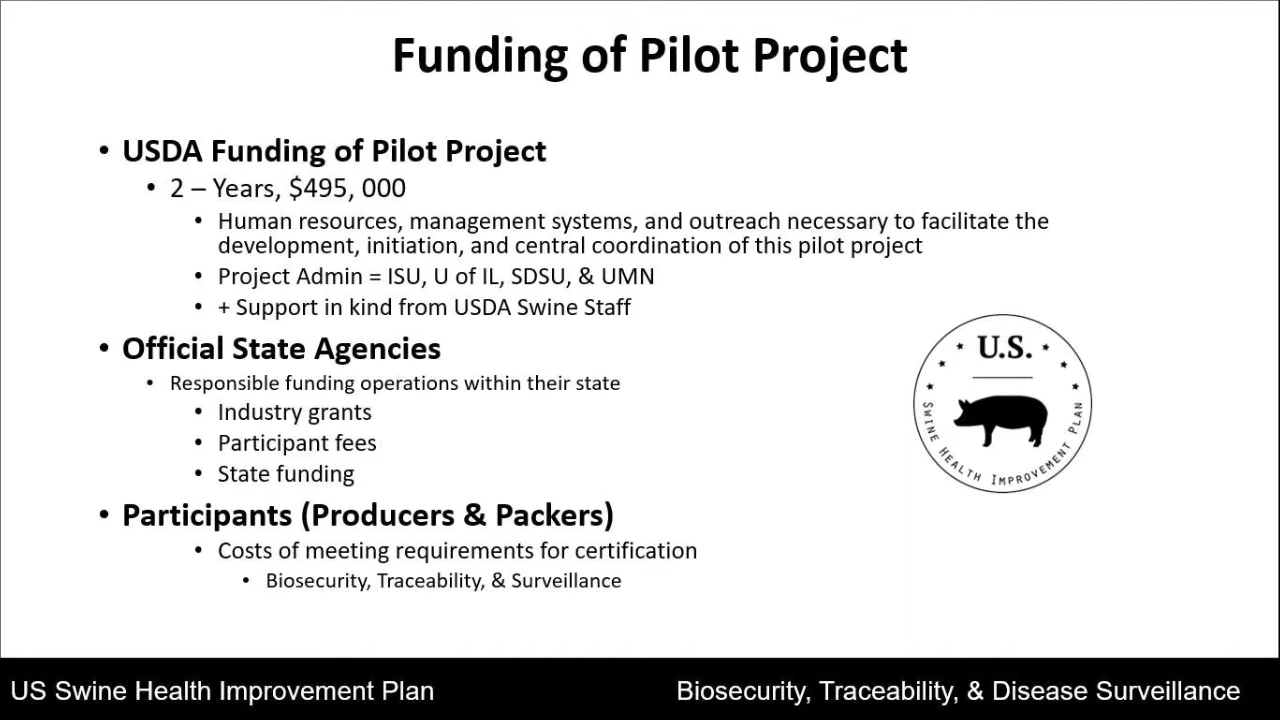 Funding of Pilot Project
• USDA Funding of Pilot Project
• 2 – Years, $495, 000
• Human resources, management systems, and outreach necessary to facilitate the
development, initiation, and central coordination of this pilot project
• Project Admin = ISU, U of IL, SDSU, & UMN
• + Support in kind from USDA Swine Staff
• Official State Agencies
• Responsible funding operations within their state
• Industry grants
• Participant fees
• State funding
• Participants (Producers & Packers)
• Costs of meeting requirements for certification
• Biosecurity, Traceability, & Surveillance
U.S.
SWINE HEALTH IMPROVEMENT PLAN
US Swine Health Improvement Plan
Biosecurity, Traceability, & Disease Surveillance